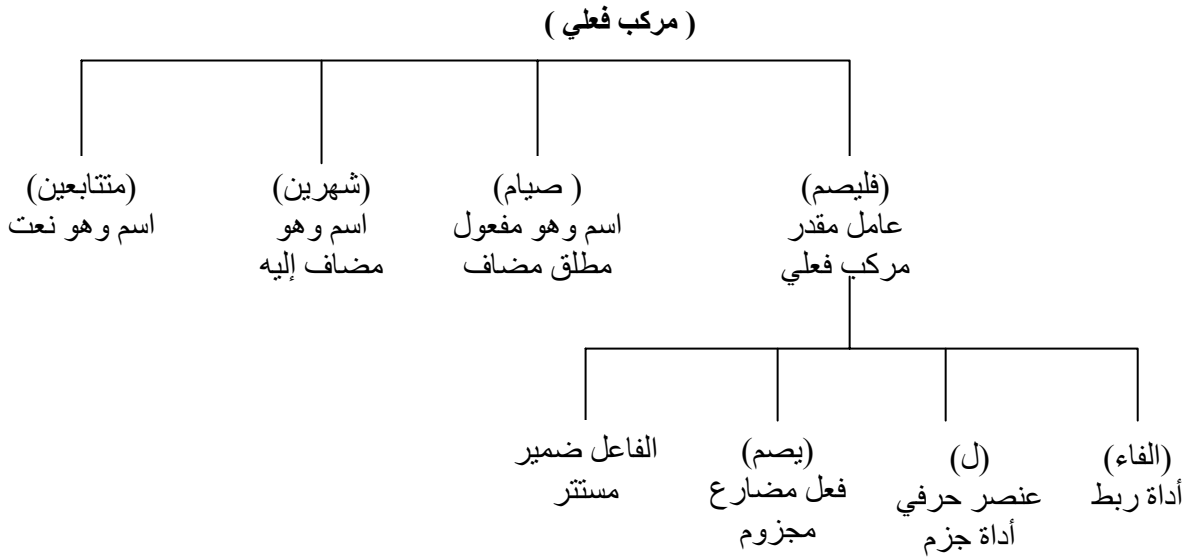 ( مركب فعلي )
(فليصم)
عامل مقدر
مركب فعلي
( صيام)
اسم وهو مفعول
مطلق مضاف
(شهرين)
اسم وهو
مضاف إليه
(متتابعين)
اسم وهو نعت
(الفاء)
أداة ربط
(ل)
عنصر حرفي
أداة جزم
(يصم)
فعل مضارع
مجزوم
الفاعل ضمير
مستتر